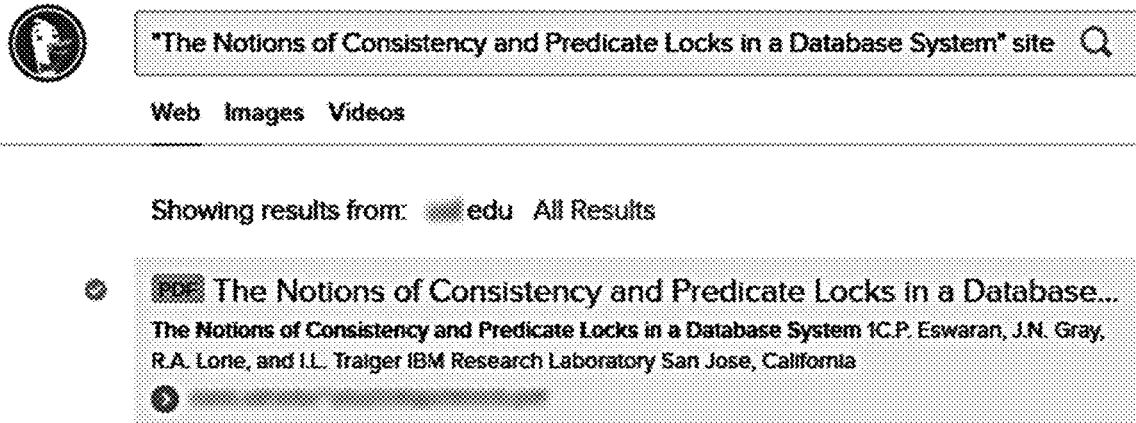 "The Notions of Consistency and Predicate Locks in a Database System" site
Web Images Videos
Showing results from: edu All Results
PDF The Notions of Consistency and Predicate Locks in a Database...
The Notions of Consistency and Predicate Locks in a Database System 1C.P. Eswaran, J.N. Gray,
R.A. Lorie, and I.L. Traiger IBM Research Laboratory San Jose, California